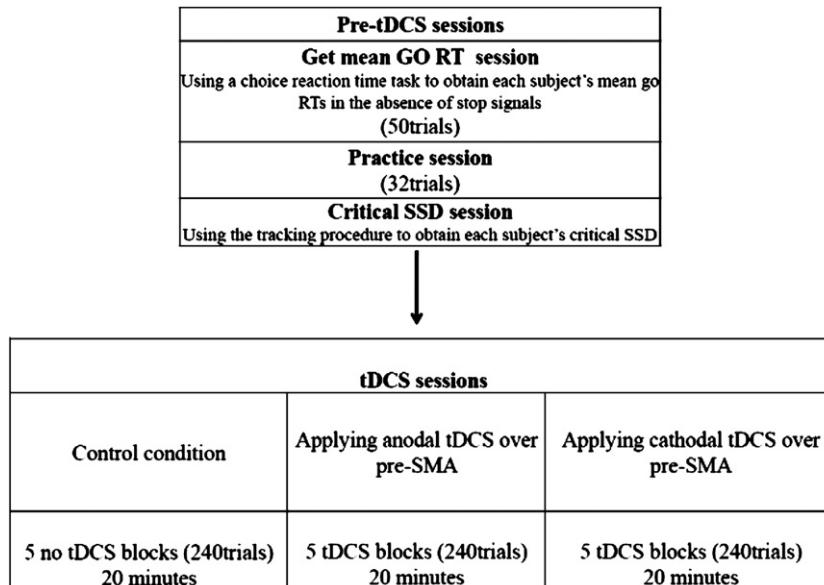 Pre-tDCS sessions
Get mean GO RT session
Using a choice reaction time task to obtain each subject's mean go
RTs in the absence of stop signals
(50trials)
Practice session
(32trials)
Critical SSD session
Using the tracking procedure to obtain each subject's critical SSD
tDCS sessions
Control condition
Applying anodal tDCS over
pre-SMA
Applying cathodal tDCS over
pre-SMA
5 no tDCS blocks (240trials)
20 minutes
5 tDCS blocks (240trials)
20 minutes
5 tDCS blocks (240trials)
20 minutes